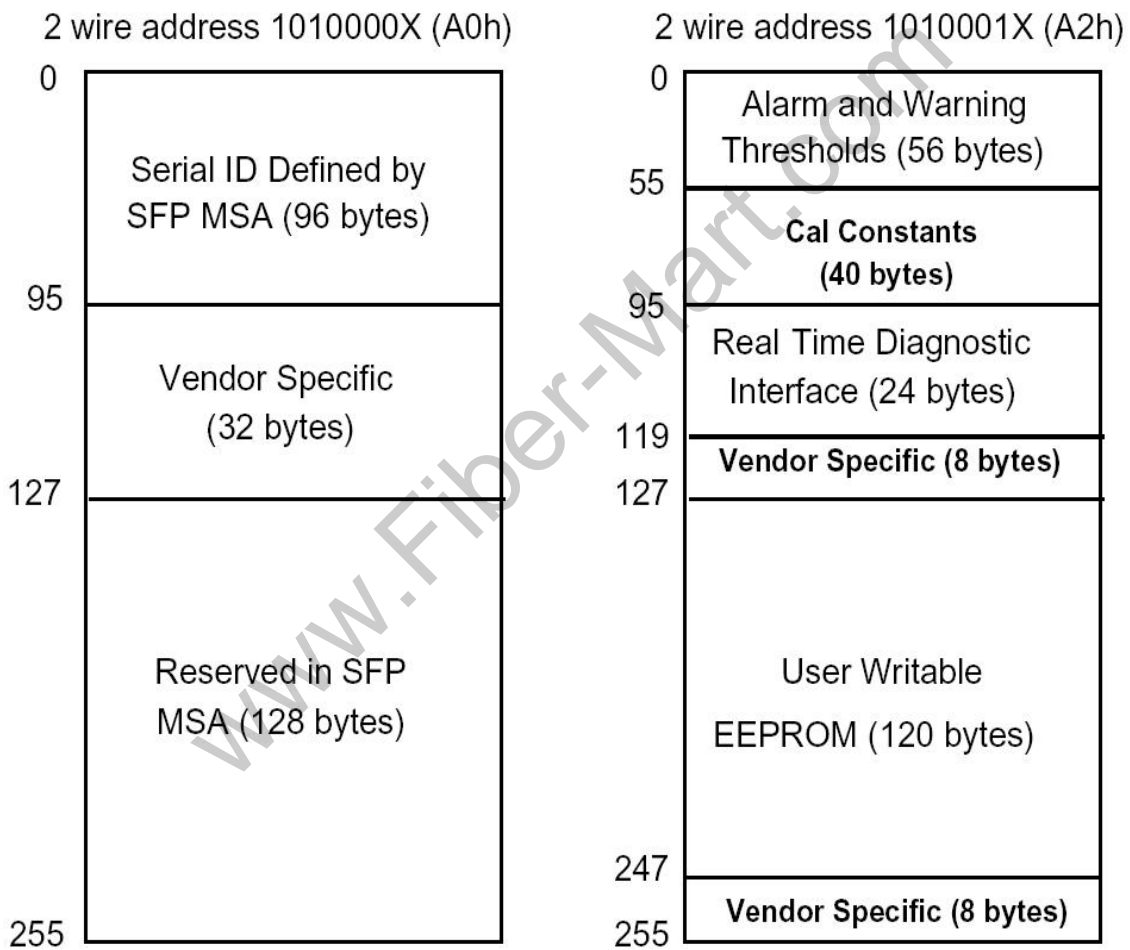 2 wire address 1010000X (A0h)
0
Serial ID Defined by
SFP MSA (96 bytes)
95
Vendor Specific
(32 bytes)
127
Reserved in SFP
MSA (128 bytes)
255
2 wire address 1010001X (A2h)
0
Alarm and Warning
Thresholds (56 bytes)
55
Cal Constants
(40 bytes)
95
Real Time Diagnostic
Interface (24 bytes)
119
Vendor Specific (8 bytes)
127
User Writable
EEPROM (120 bytes)
247
Vendor Specific (8 bytes)
255
www.Fiber-Mart.com